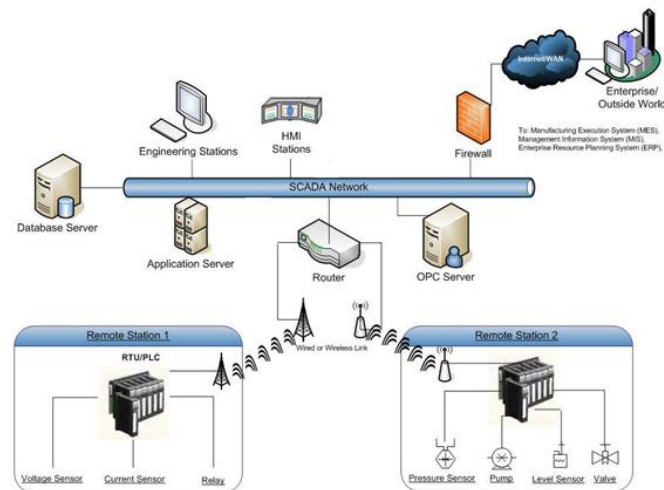 Internet/WAN
Enterprise/
Outside World
To: Manufacturing Execution System (MES),
Management Information System (MIS),
Enterprise Resource Planning System (ERP),
Engineering Stations
HMI
Stations
Firewall
SCADA Network
Database Server
Application Server
Router
OPC Server
Remote Station 1
Wired or Wireless Link
Remote Station 2
RTU/PLC
Voltage Sensor
Current Sensor
Relay
Pressure Sensor
Pump
Level Sensor
Valve